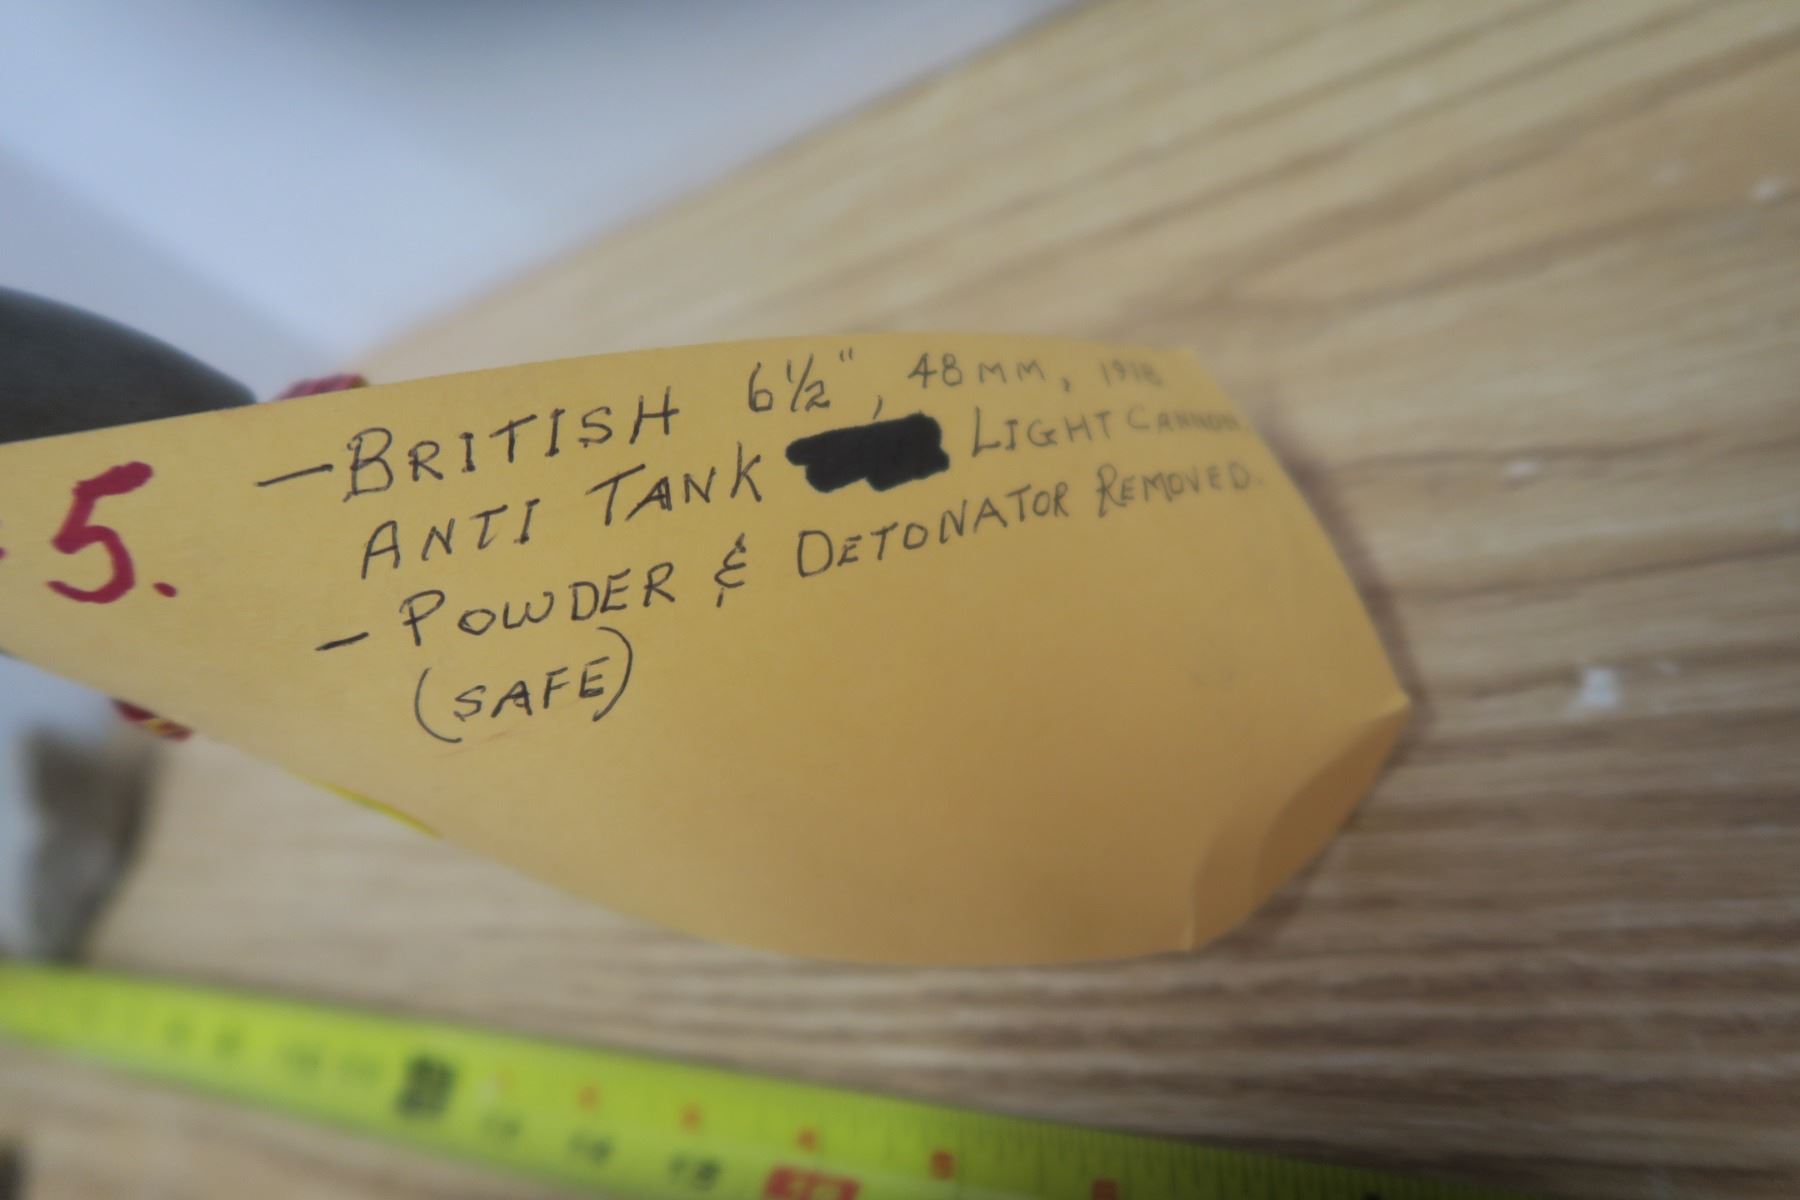 5.
— BRITISH 6½", 48MM, 1918
ANTI TANK LIGHT CANNON.
— POWDER & DETONATOR REMOVED.
(SAFE)